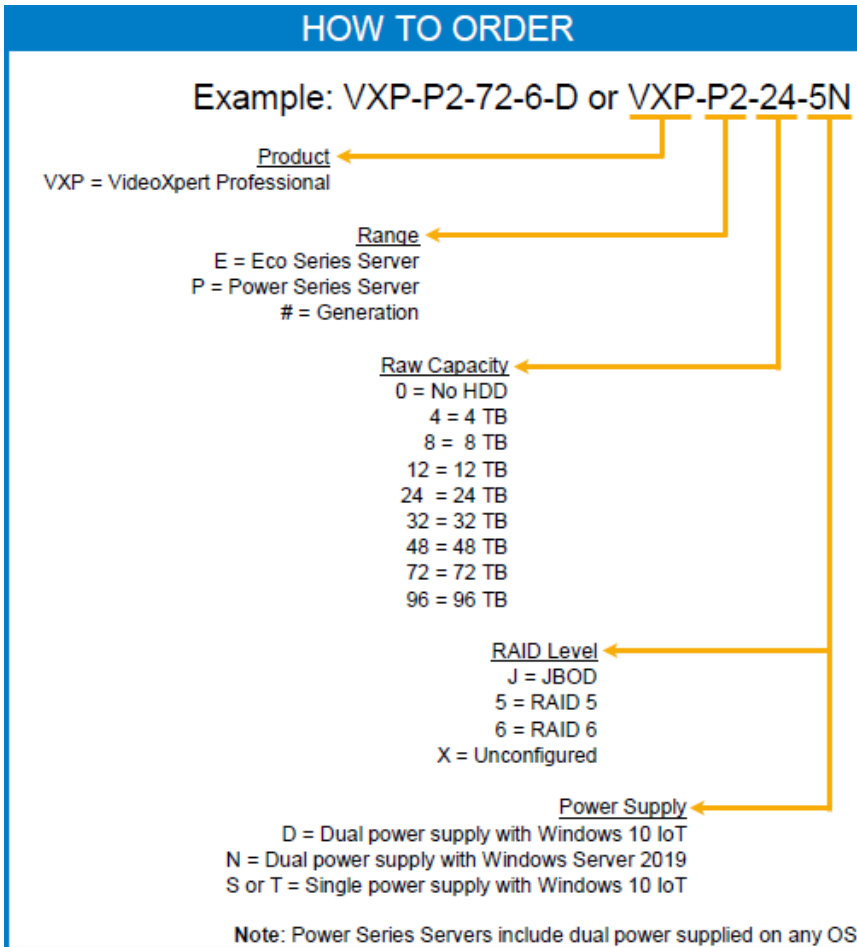 HOW TO ORDER
Example: VXP-P2-72-6-D or VXP-P2-24-5N
Product
VXP = VideoXpert Professional
Range
E = Eco Series Server
P = Power Series Server
# = Generation
Raw Capacity
0 = No HDD
4 = 4 TB
8 = 8 TB
12 = 12 TB
24 = 24 TB
32 = 32 TB
48 = 48 TB
72 = 72 TB
96 = 96 TB
RAID Level
J = JBOD
5 = RAID 5
6 = RAID 6
X = Unconfigured
Power Supply
D = Dual power supply with Windows 10 IoT
N = Dual power supply with Windows Server 2019
S or T = Single power supply with Windows 10 IoT
Note: Power Series Servers include dual power supplied on any OS